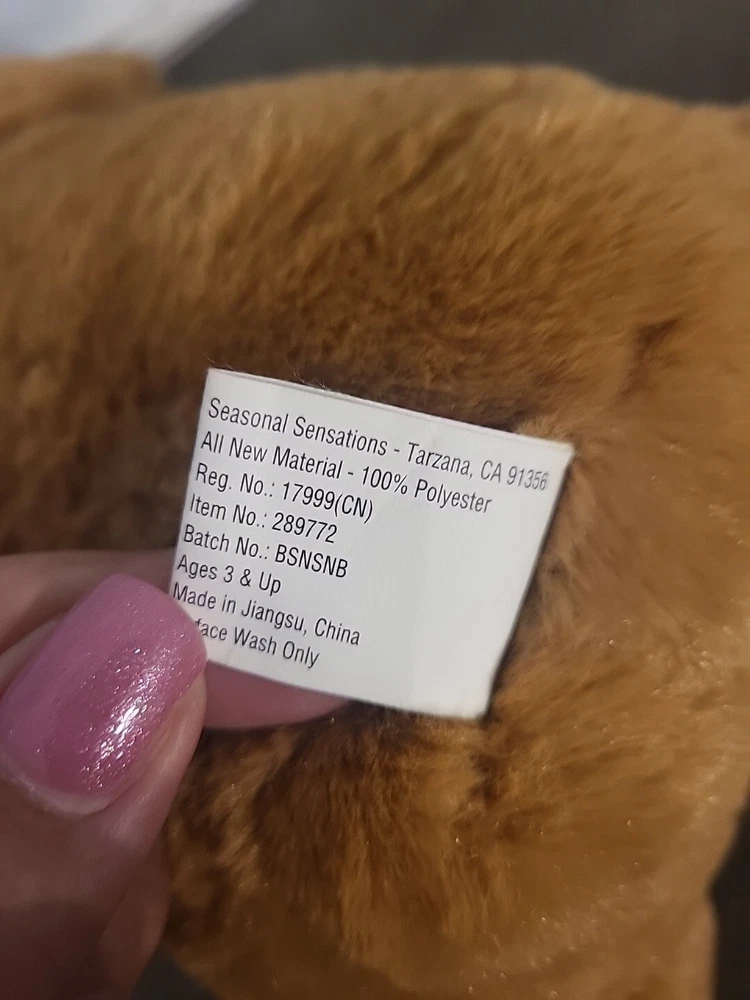 Seasonal Sensations - Tarzana, CA 91356
All New Material - 100% Polyester
Reg. No.: 17999(CN)
Item No.: 289772
Batch No.: BSNSNB
Ages 3 & Up
Made in Jiangsu, China
face Wash Only